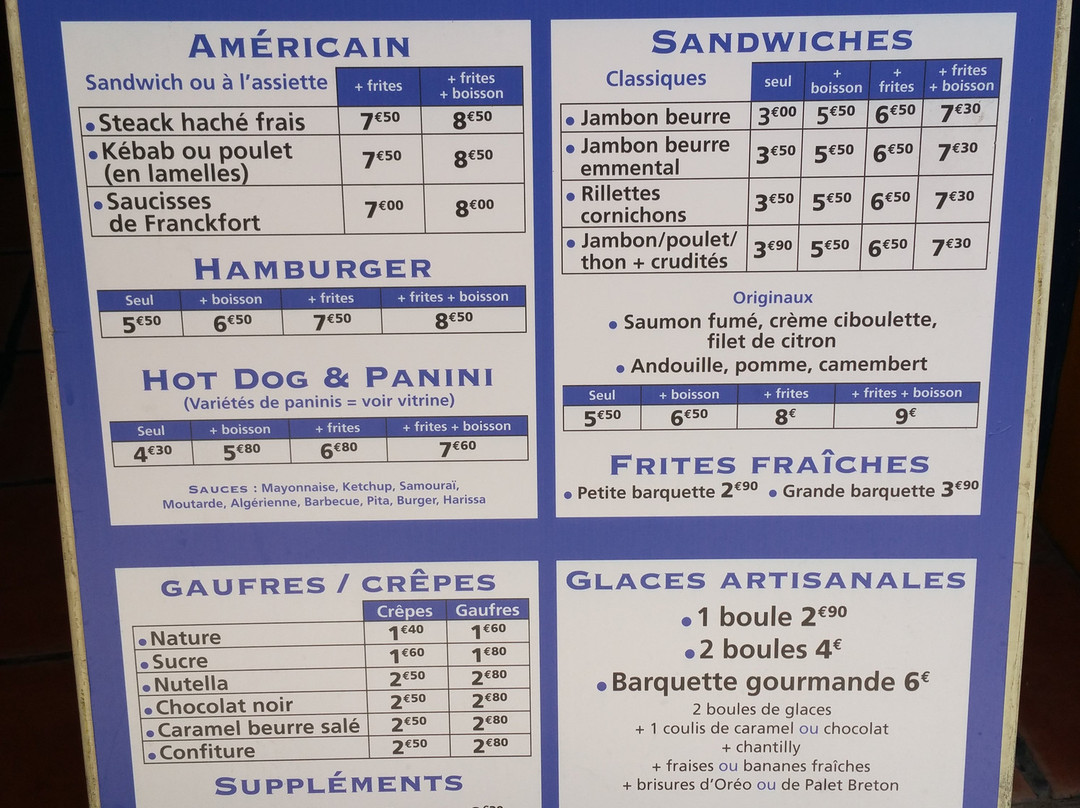 AMÉRICAIN
Sandwich ou à l'assiette + frites + frites + boisson
• Steack haché frais 7€50 8€50
• Kébab ou poulet
(en lamelles) 7€50 8€50
• Saucisses
de Franckfort 7€00 8€00
HAMBURGER
Seul + boisson + frites + frites + boisson
5€50 6€50 7€50 8€50
HOT DOG & PANINI
(Variétés de paninis = voir vitrine)
Seul + boisson + frites + frites + boisson
4€30 5€80 6€80 7€60
SAUCES : Mayonnaise, Ketchup, Samouraï,
Moutarde, Algérienne, Barbecue, Pita, Burger, Harissa
SANDWICHES
Classiques seul + boisson + frites + frites + boisson
• Jambon beurre 3€00 5€50 6€50 7€30
• Jambon beurre
emmental 3€50 5€50 6€50 7€30
• Rillettes
cornichons 3€50 5€50 6€50 7€30
• Jambon/poulet/
thon + crudités 3€90 5€50 6€50 7€30
Originaux
• Saumon fumé, crème ciboulette,
filet de citron
• Andouille, pomme, camembert
Seul + boisson + frites + frites + boisson
5€50 6€50 8€ 9€
FRITES FRAÎCHES
• Petite barquette 2€90 • Grande barquette 3€90
GAUFRES / CRÊPES
Crêpes Gaufres
• Nature 1€40 1€60
• Sucre 1€60 1€80
• Nutella 2€50 2€80
• Chocolat noir 2€50 2€80
• Caramel beurre salé 2€50 2€80
• Confiture 2€50 2€80
SUPPLÉMENTS
GLACES ARTISANALES
• 1 boule 2€90
• 2 boules 4€
• Barquette gourmande 6€
2 boules de glaces
+ 1 coulis de caramel ou chocolat
+ chantilly
+ fraises ou bananes fraîches
+ brisures d'Oréo ou de Palet Breton